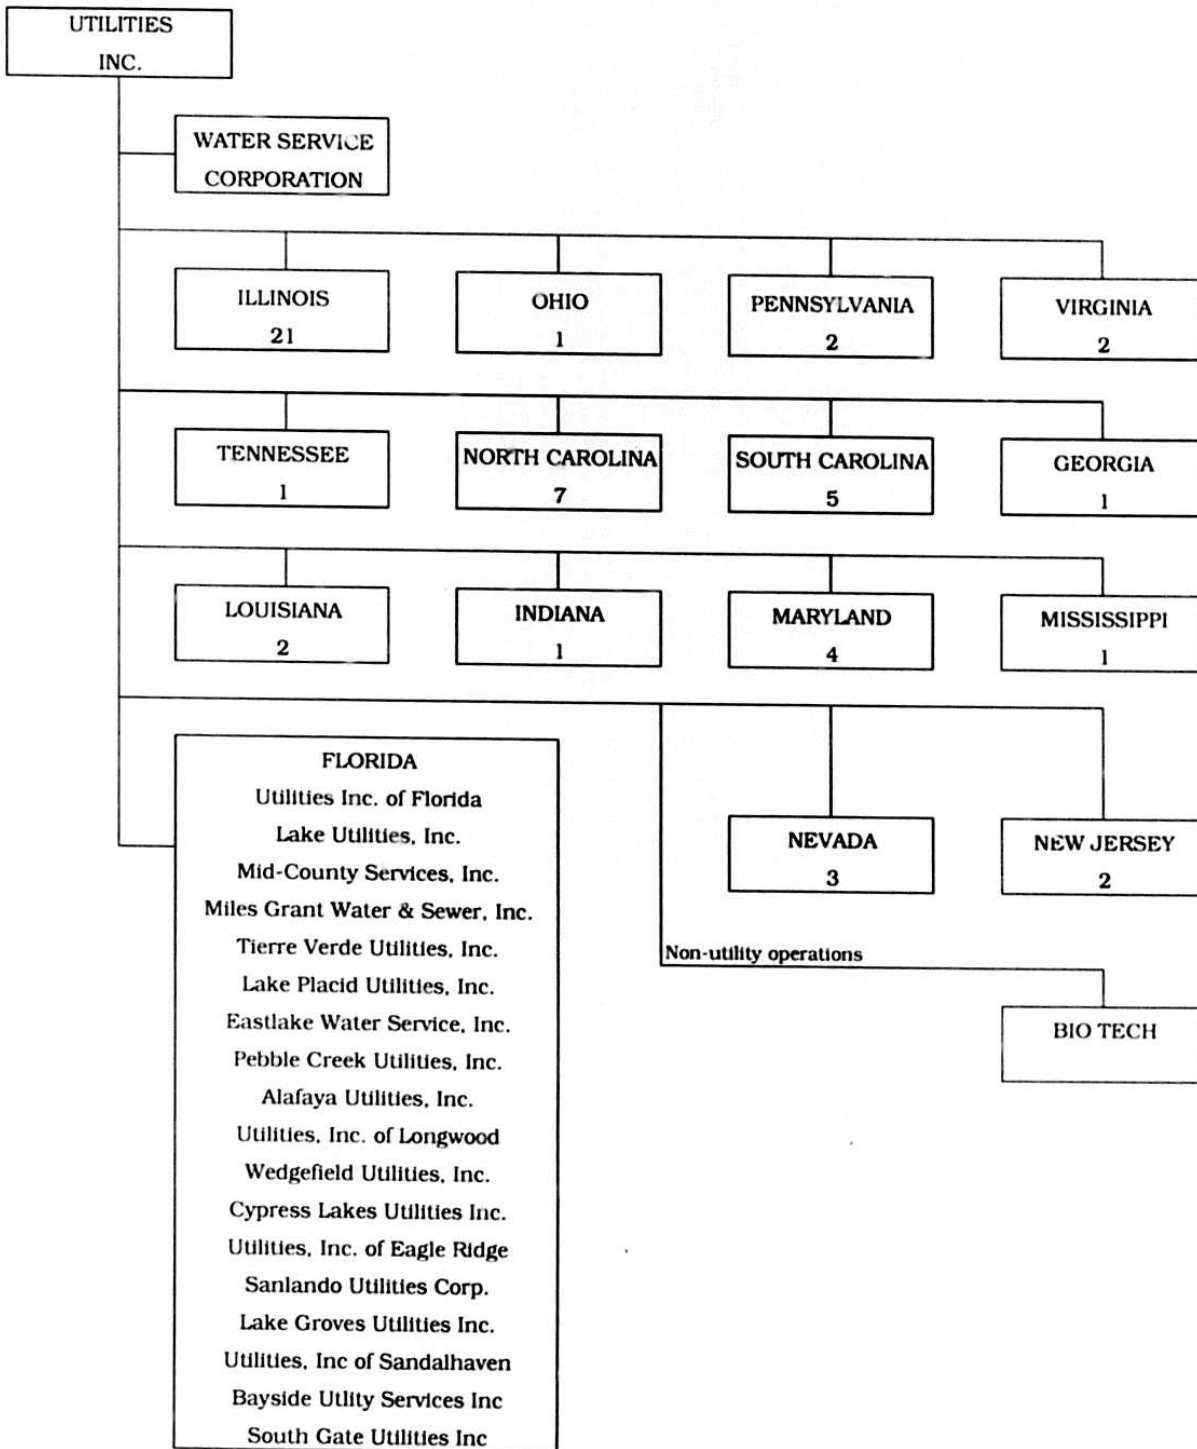 UTILITIES
INC.
WATER SERVICE
CORPORATION
ILLINOIS
21
OHIO
1
PENNSYLVANIA
2
VIRGINIA
2
TENNESSEE
1
NORTH CAROLINA
7
SOUTH CAROLINA
5
GEORGIA
1
LOUISIANA
2
INDIANA
1
MARYLAND
4
MISSISSIPPI
1
FLORIDA
Utilities Inc. of Florida
Lake Utilities, Inc.
Mid-County Services, Inc.
Miles Grant Water & Sewer, Inc.
Tierre Verde Utilities, Inc.
Lake Placid Utilities, Inc.
Eastlake Water Service, Inc.
Pebble Creek Utilities, Inc.
Alafaya Utilities, Inc.
Utilities, Inc. of Longwood
Wedgefield Utilities, Inc.
Cypress Lakes Utilities Inc.
Utilities, Inc. of Eagle Ridge
Sanlando Utilities Corp.
Lake Groves Utilities Inc.
Utilities, Inc of Sandalhaven
Bayside Utlity Services Inc
South Gate Utilities Inc
NEVADA
3
NEW JERSEY
2
Non-utility operations
BIO TECH